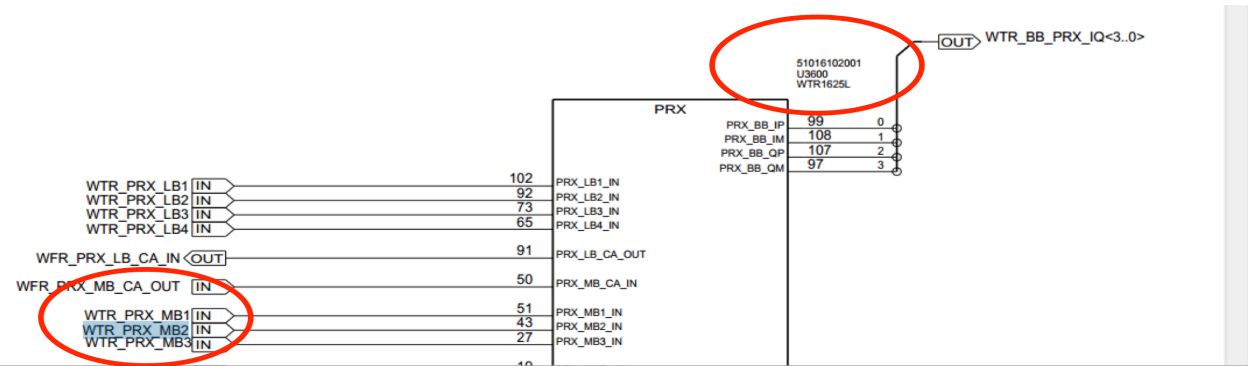 OUT WTR_BB_PRX_IQ<3..0>
51016102001
U3600
WTR1625L
PRX
PRX_BB_IP 99 0
PRX_BB_IM 108 1
PRX_BB_QP 107 2
PRX_BB_QM 97 3
WTR_PRX_LB1 IN 102 PRX_LB1_IN
WTR_PRX_LB2 IN 92 PRX_LB2_IN
WTR_PRX_LB3 IN 73 PRX_LB3_IN
WTR_PRX_LB4 IN 65 PRX_LB4_IN
WFR_PRX_LB_CA_IN OUT 91 PRX_LB_CA_OUT
WFR_PRX_MB_CA_OUT IN 50 PRX_MB_CA_IN
WTR_PRX_MB1 IN 51 PRX_MB1_IN
WTR_PRX_MB2 IN 43 PRX_MB2_IN
WTR_PRX_MB3 IN 27 PRX_MB3_IN